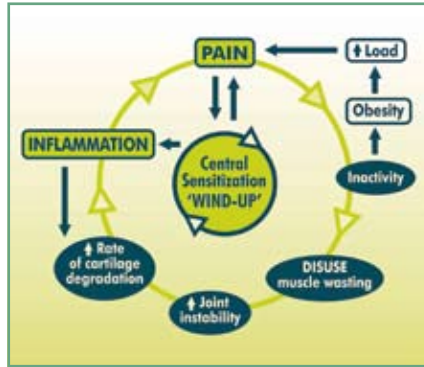 PAIN
↑ Load
Obesity
Inactivity
INFLAMMATION
Central
Sensitization
'WIND-UP'
↑ Rate
of cartilage
degradation
DISUSE
muscle wasting
↑ Joint
instability